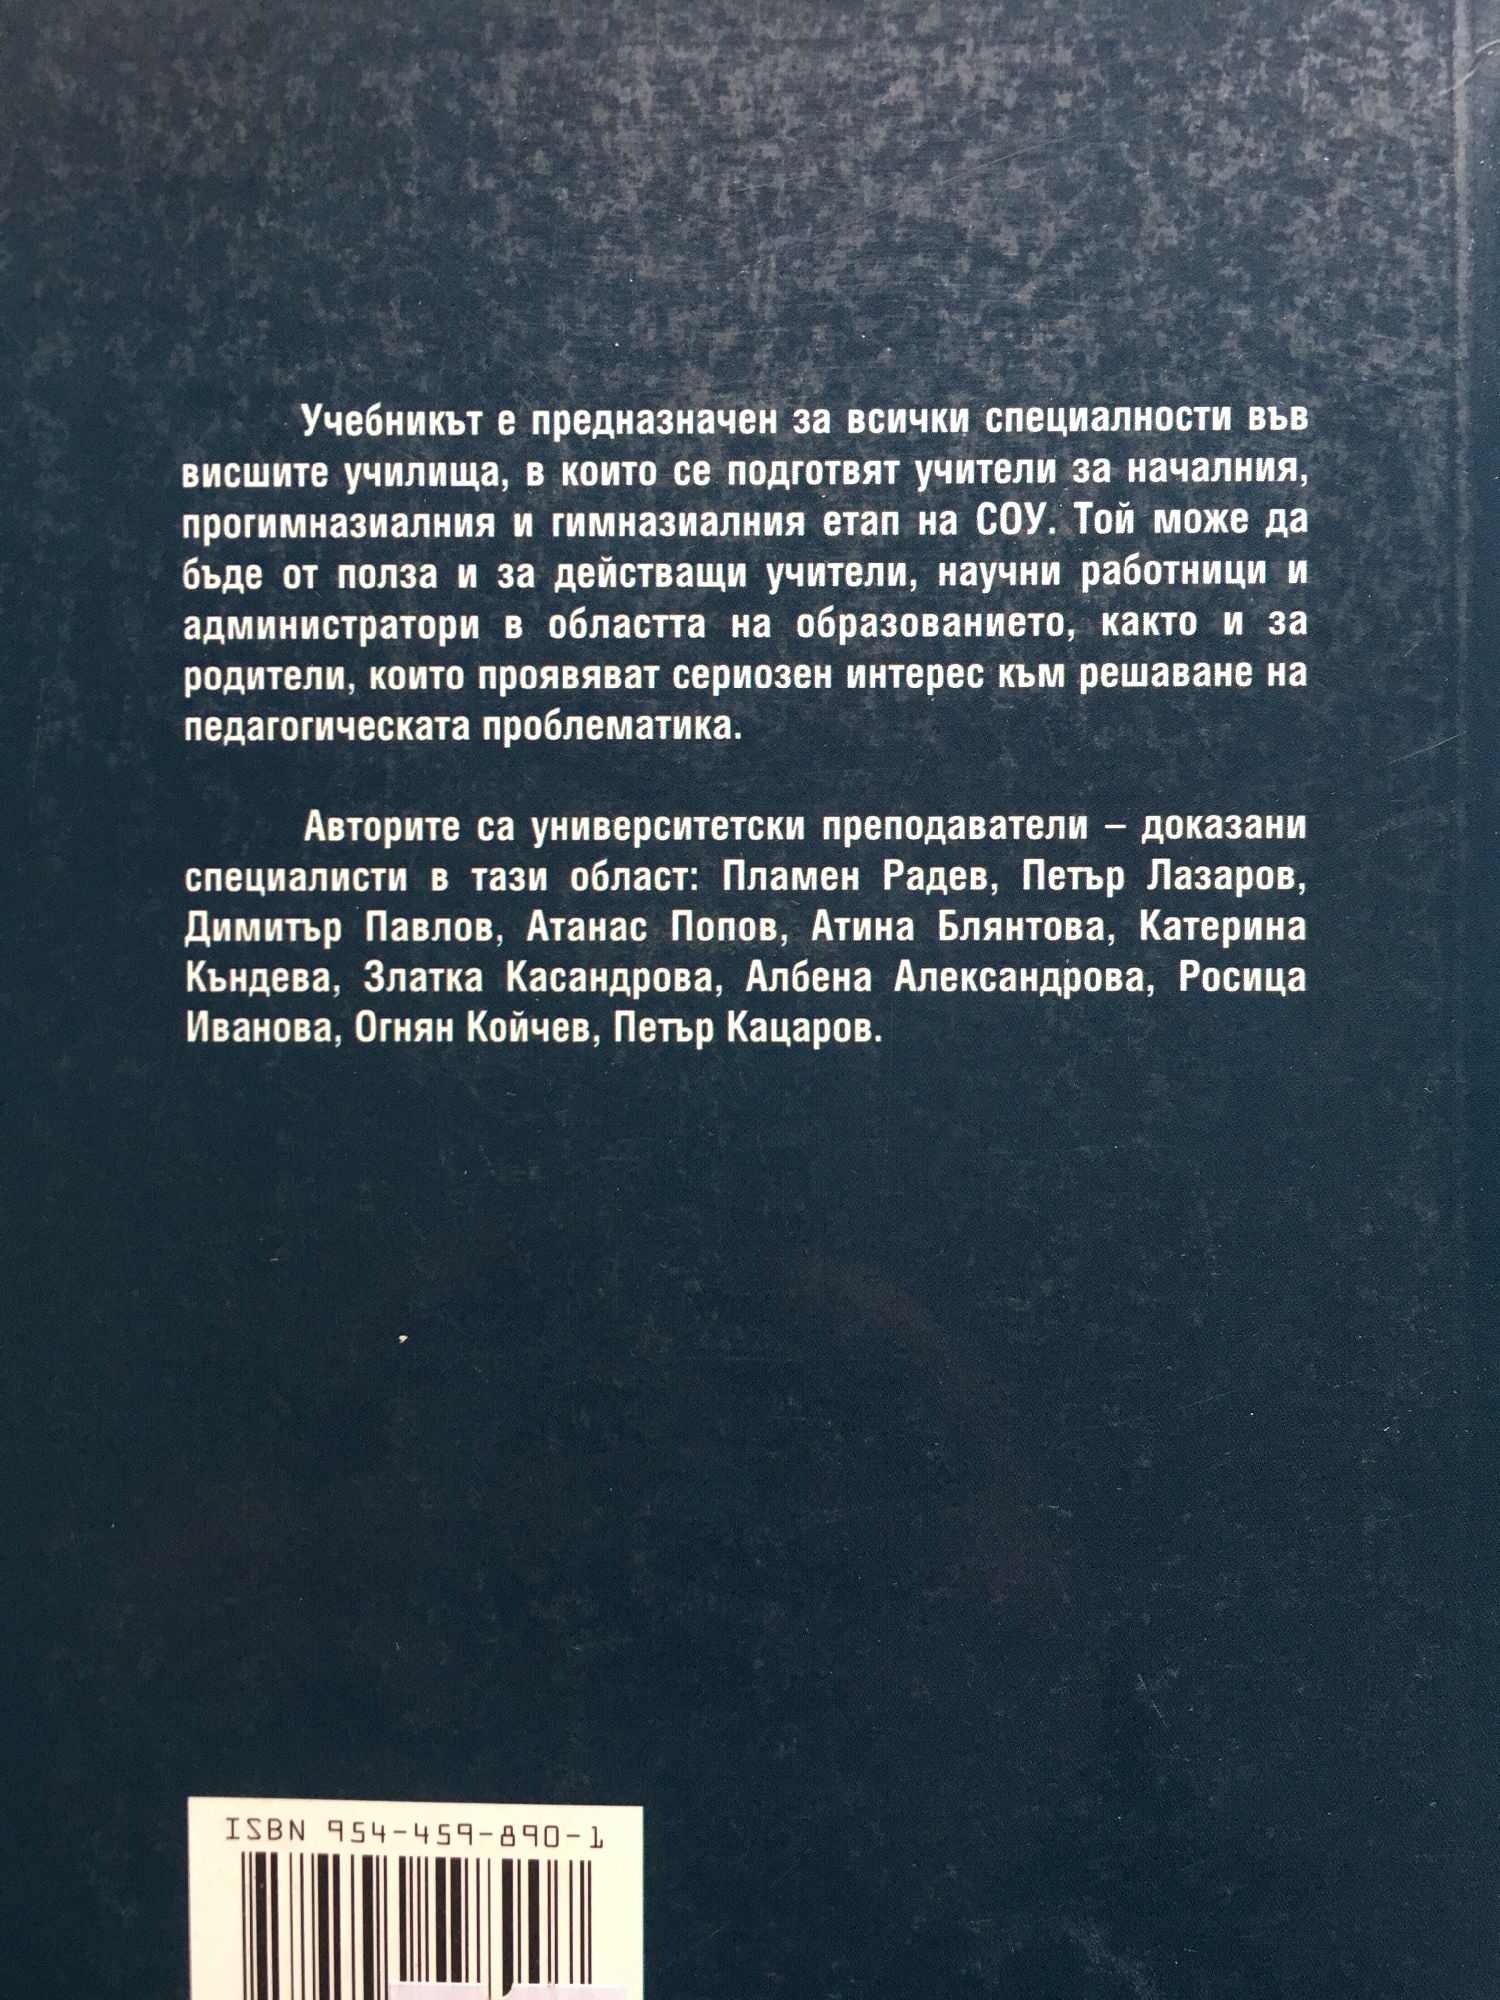 Учебникът е предназначен за всички специалности във
висшите училища, в които се подготвят учители за началния,
прогимназиалния и гимназиалния етап на СОУ. Той може да
бъде от полза и за действащи учители, научни работници и
администратори в областта на образованието, както и за
родители, които проявяват сериозен интерес към решаване на
педагогическата проблематика.
Авторите са университетски преподаватели – доказани
специалисти в тази област: Пламен Радев, Петър Лазаров,
Димитър Павлов, Атанас Попов, Атина Блянтова, Катерина
Къндева, Златка Касандрова, Албена Александрова, Росица
Иванова, Огнян Койчев, Петър Кацаров.
ISBN 954-459-890-1